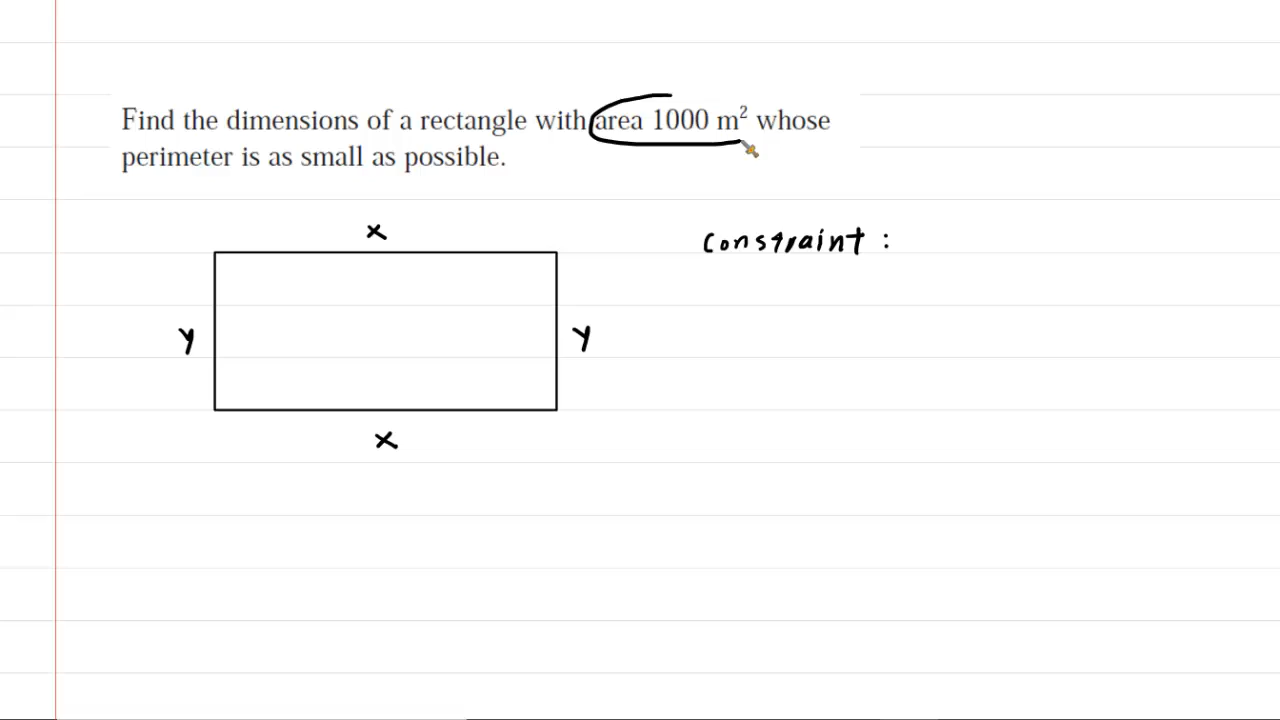 Find the dimensions of a rectangle with area 1000 m² whose
perimeter is as small as possible.
x
constraint :
y
y
x